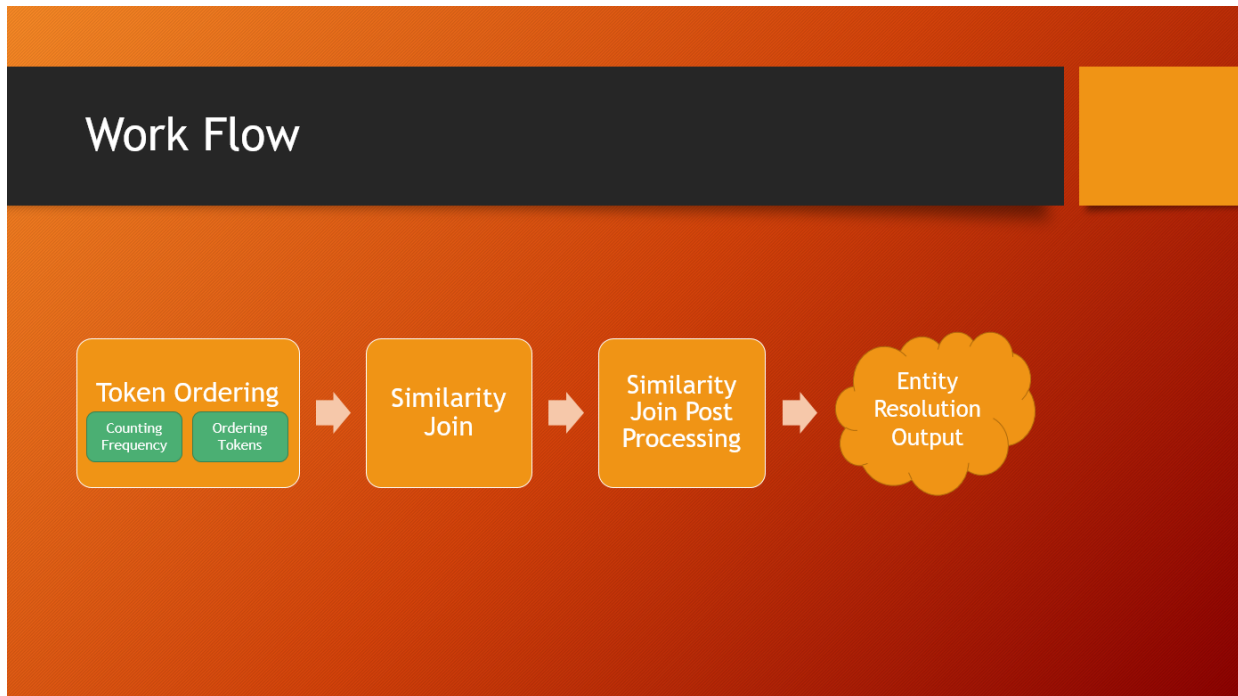 Work Flow
Token Ordering
Counting
Frequency
Ordering
Tokens
Similarity
Join
Similarity
Join Post
Processing
Entity
Resolution
Output